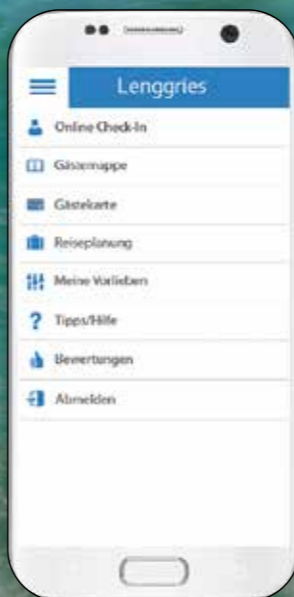 Lenggries
Online Check-In
Gästemappe
Gästekarte
Reiseplanung
Meine Vorlieben
Tipps/Hilfe
Bewertungen
Abmelden